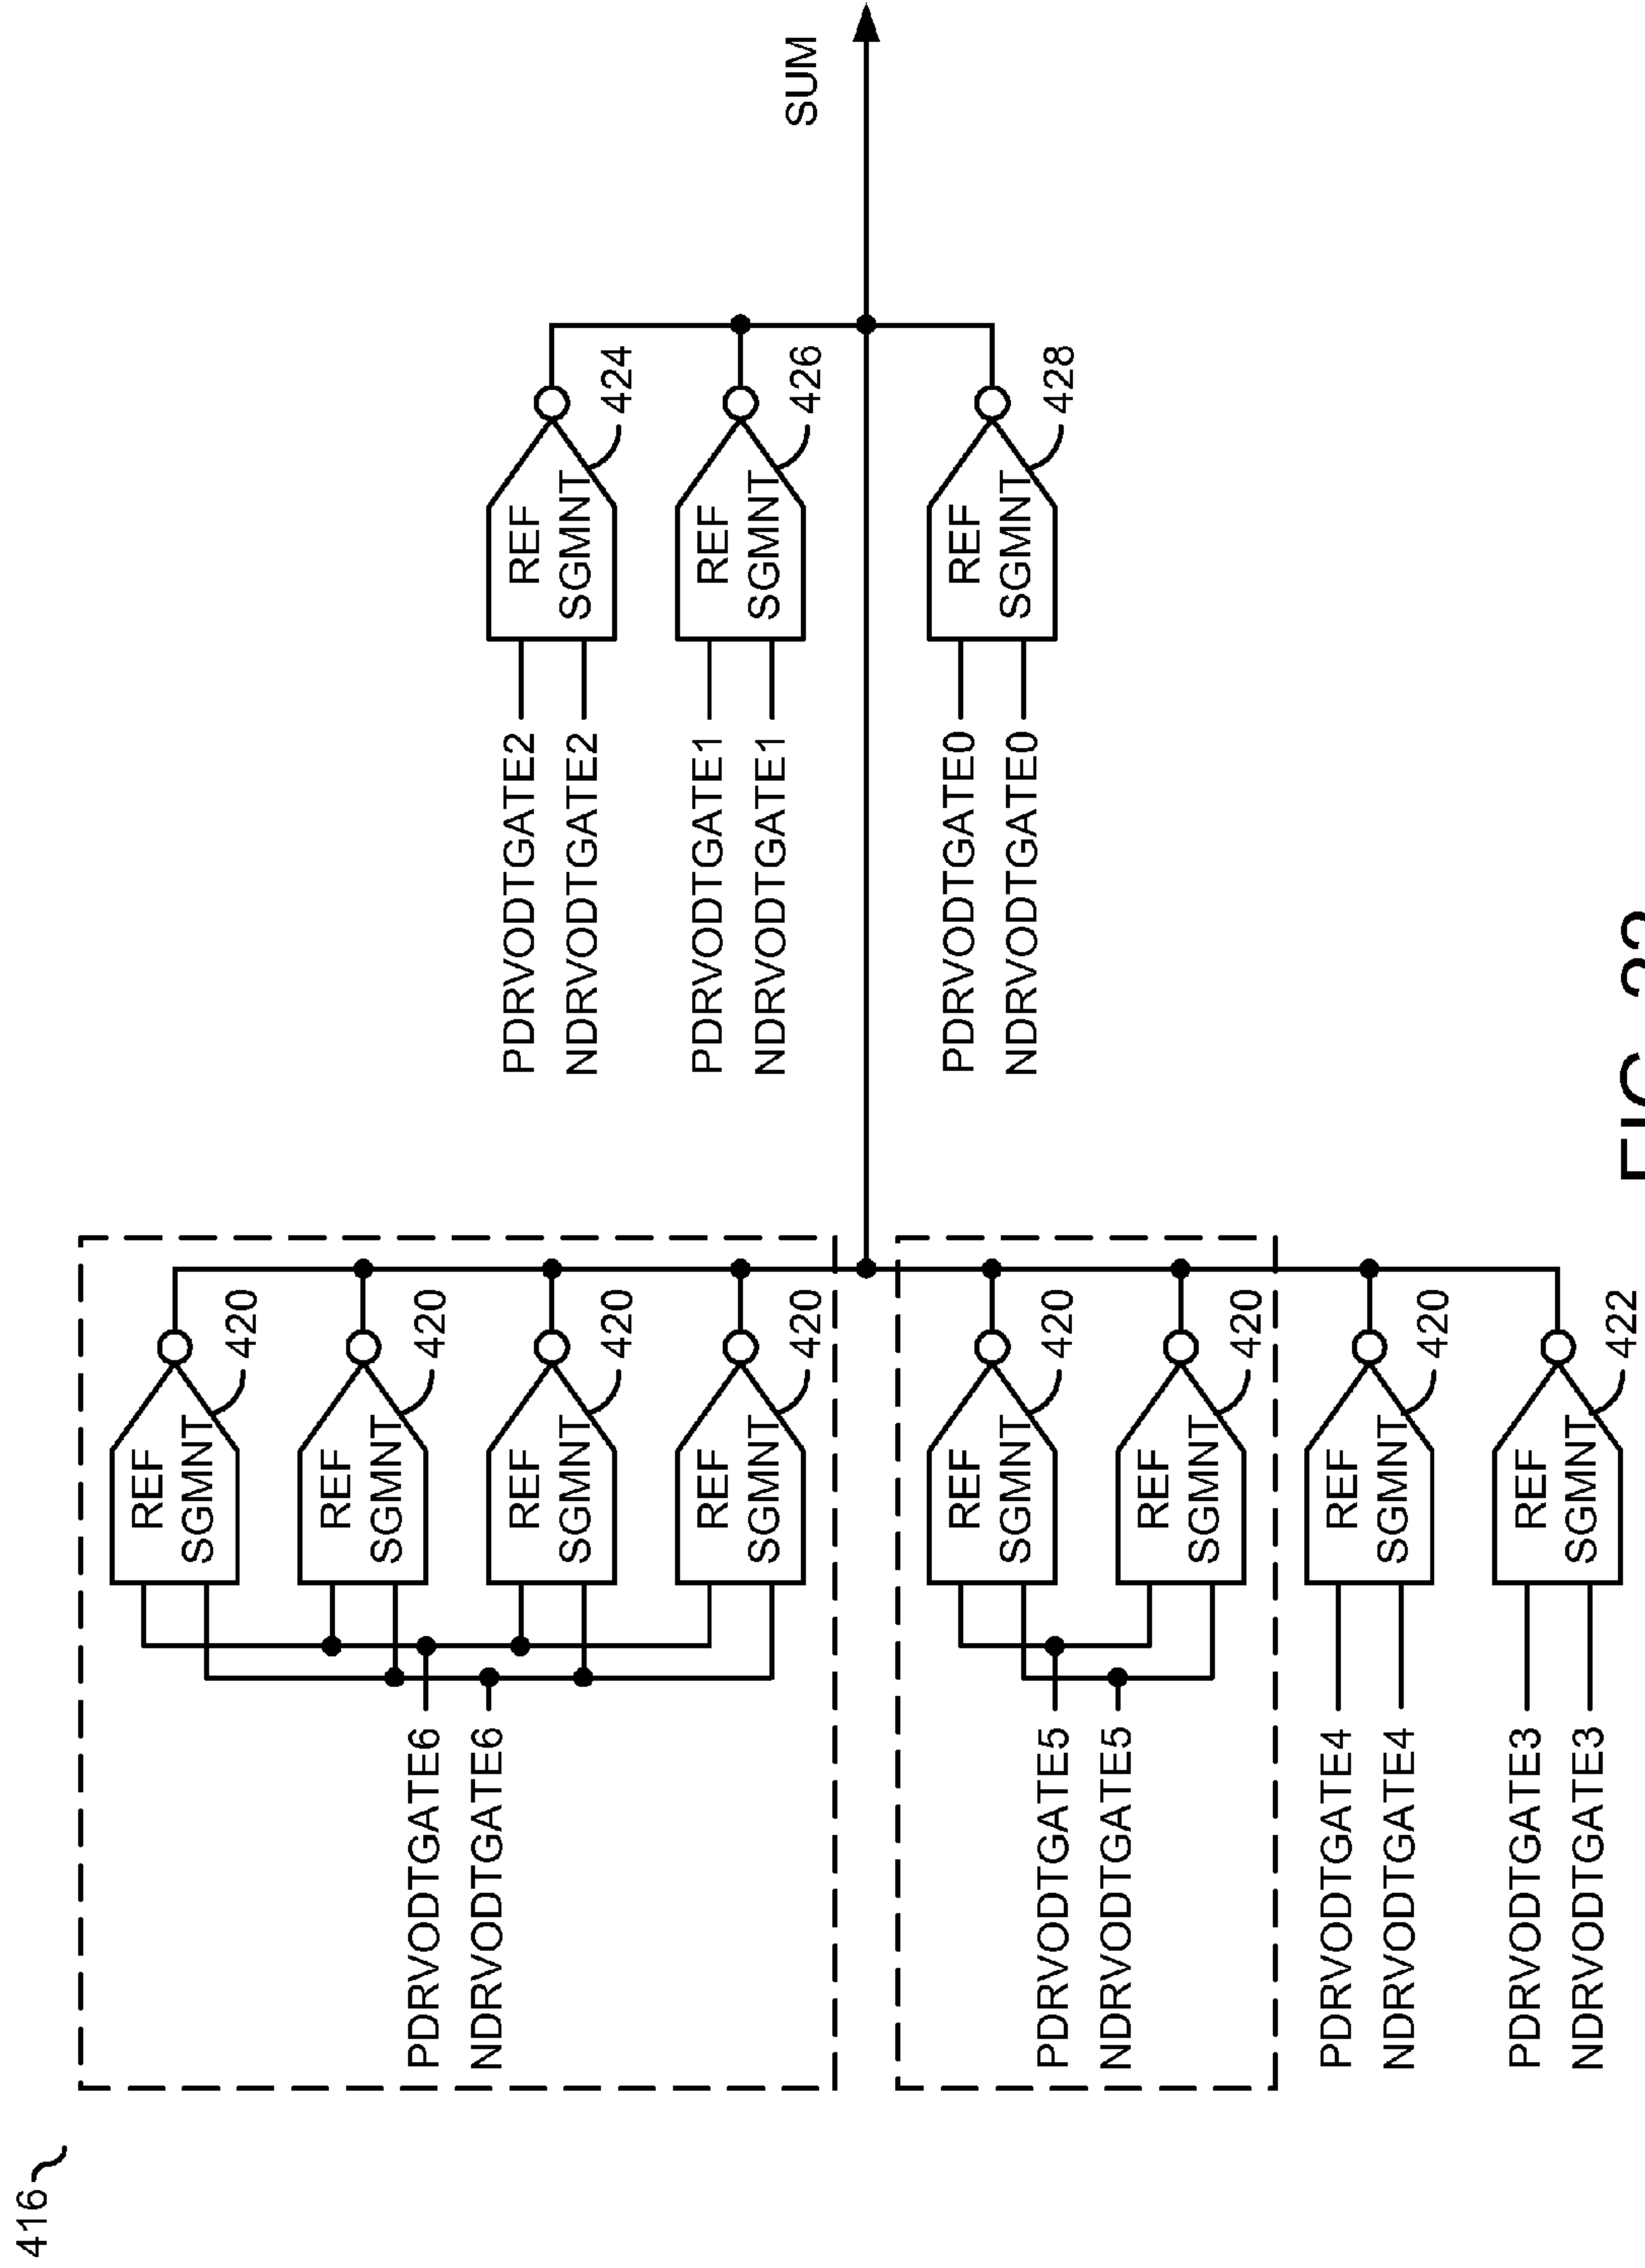 416
PDRVODTGATE6
NDRVODTGATE6
REF
SGMNT
420
REF
SGMNT
420
REF
SGMNT
420
REF
SGMNT
420
PDRVODTGATE5
NDRVODTGATE5
REF
SGMNT
420
REF
SGMNT
420
PDRVODTGATE4
NDRVODTGATE4
REF
SGMNT
420
PDRVODTGATE3
NDRVODTGATE3
REF
SGMNT
422
PDRVODTGATE2
NDRVODTGATE2
REF
SGMNT
424
PDRVODTGATE1
NDRVODTGATE1
REF
SGMNT
426
PDRVODTGATE0
NDRVODTGATE0
REF
SGMNT
428
SUM